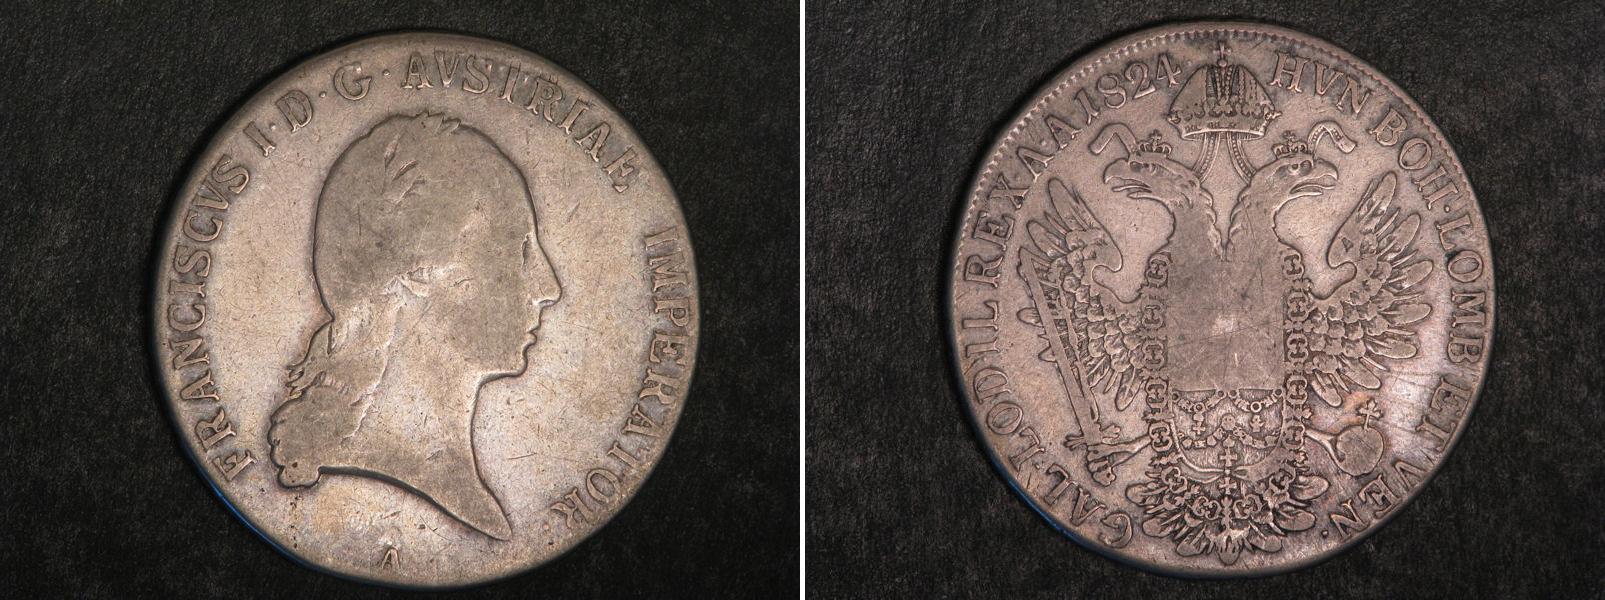 FRANCISCVS I·D·G·AVSTRIAE IMPERATOR·
A
HVN·BOH·LOMB·ET VEN·
GAL·LOD·IL·REX·A·A·1824·